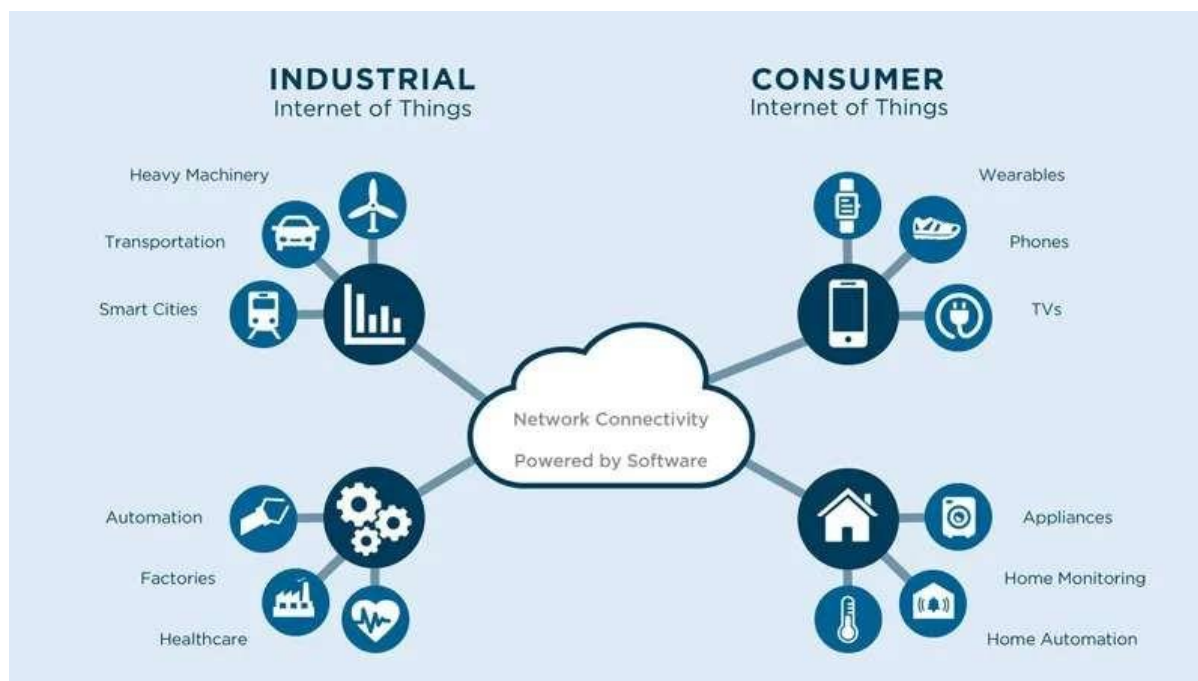 INDUSTRIAL
Internet of Things
CONSUMER
Internet of Things
Heavy Machinery
Transportation
Smart Cities
Wearables
Phones
TVs
Network Connectivity
Powered by Software
Automation
Factories
Healthcare
Appliances
Home Monitoring
Home Automation